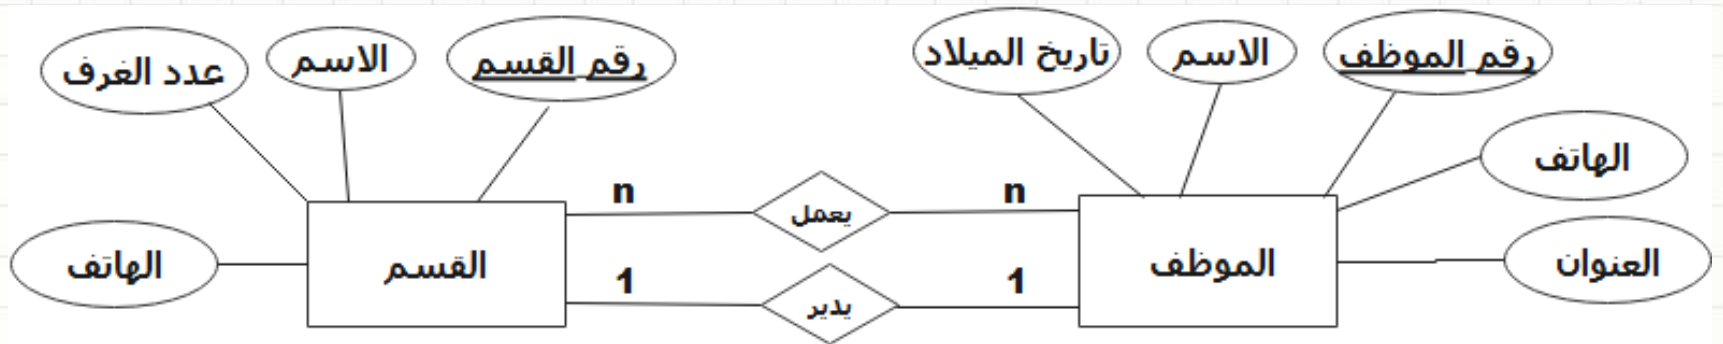 رقم الموظف
الاسم
تاريخ الميلاد
رقم القسم
الاسم
عدد الغرف
الهاتف
العنوان
n
n
يعمل
الموظف
القسم
الهاتف
1
1
يدير